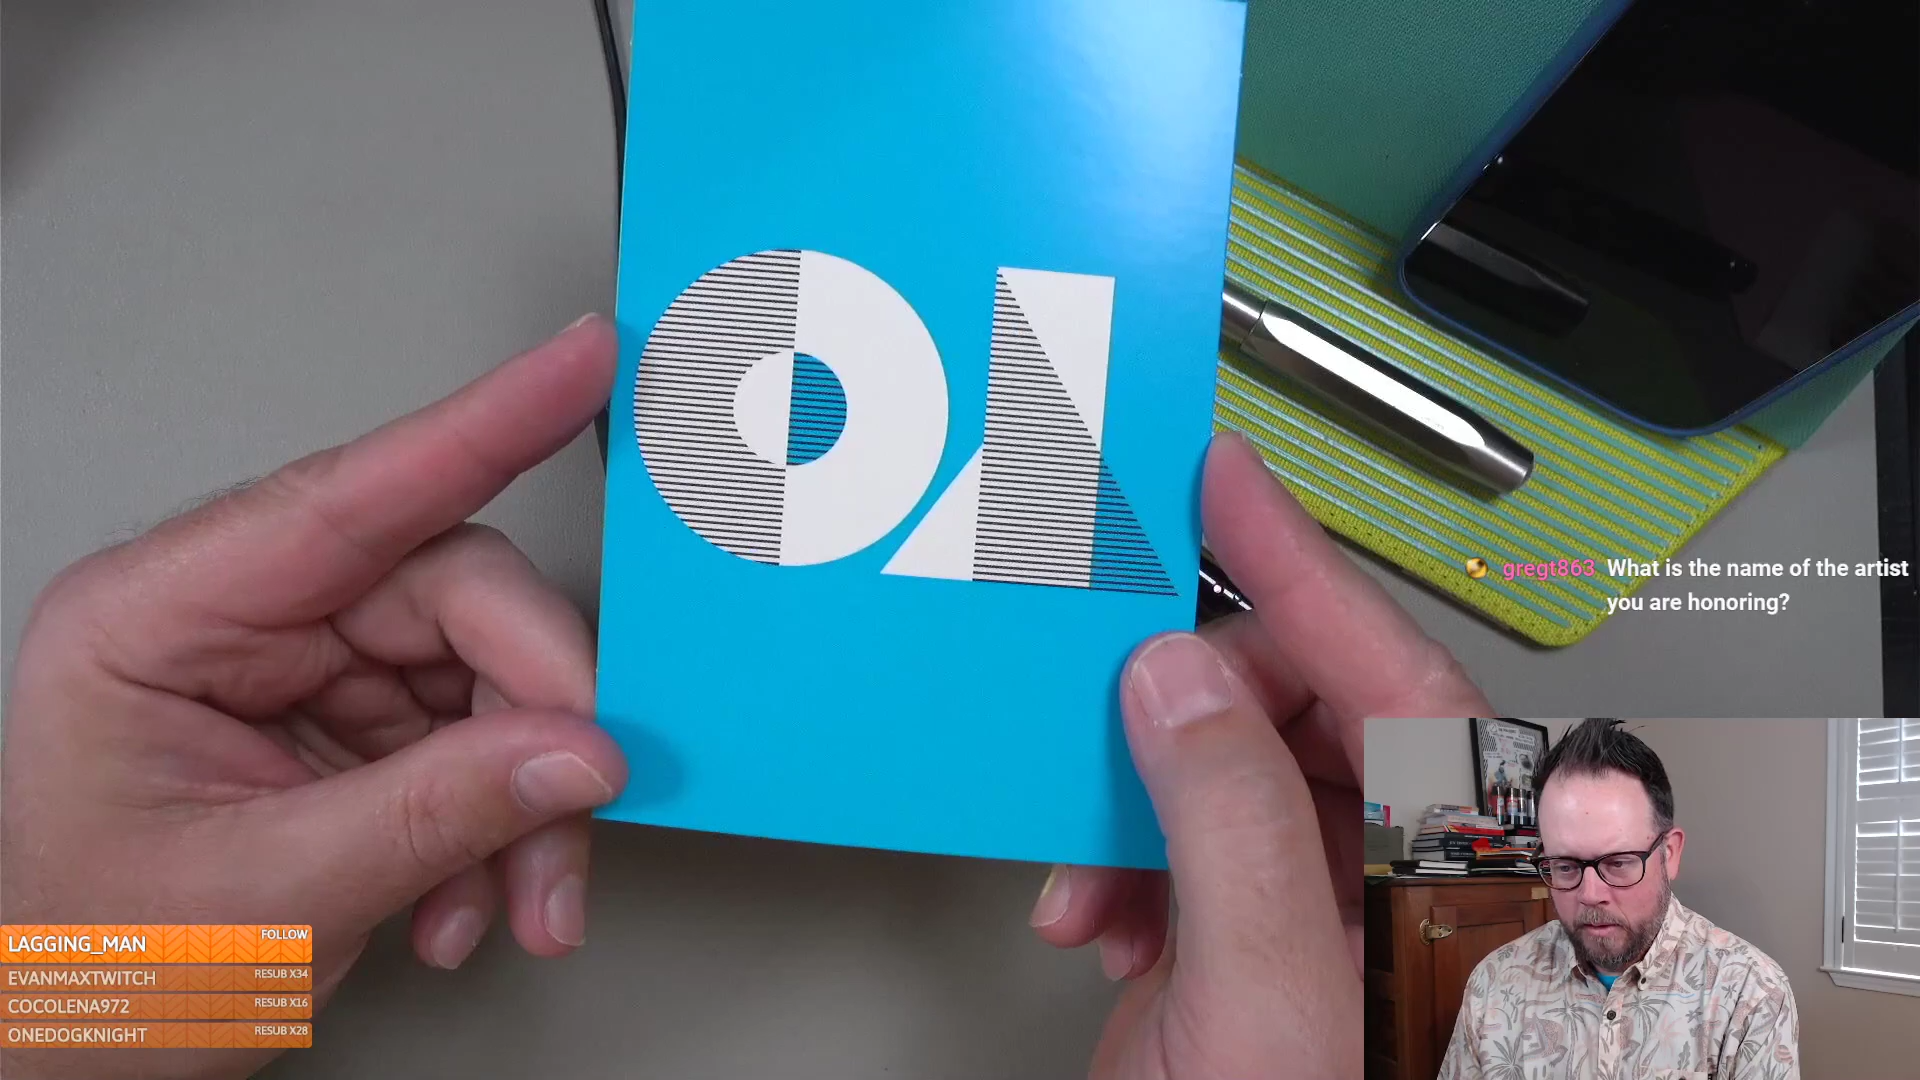 gregt863 What is the name of the artist
you are honoring?
LAGGING_MAN FOLLOW
EVANMAXTWITCH RESUB X34
COCOLENA972 RESUB X16
ONEDOGKNIGHT RESUB X28